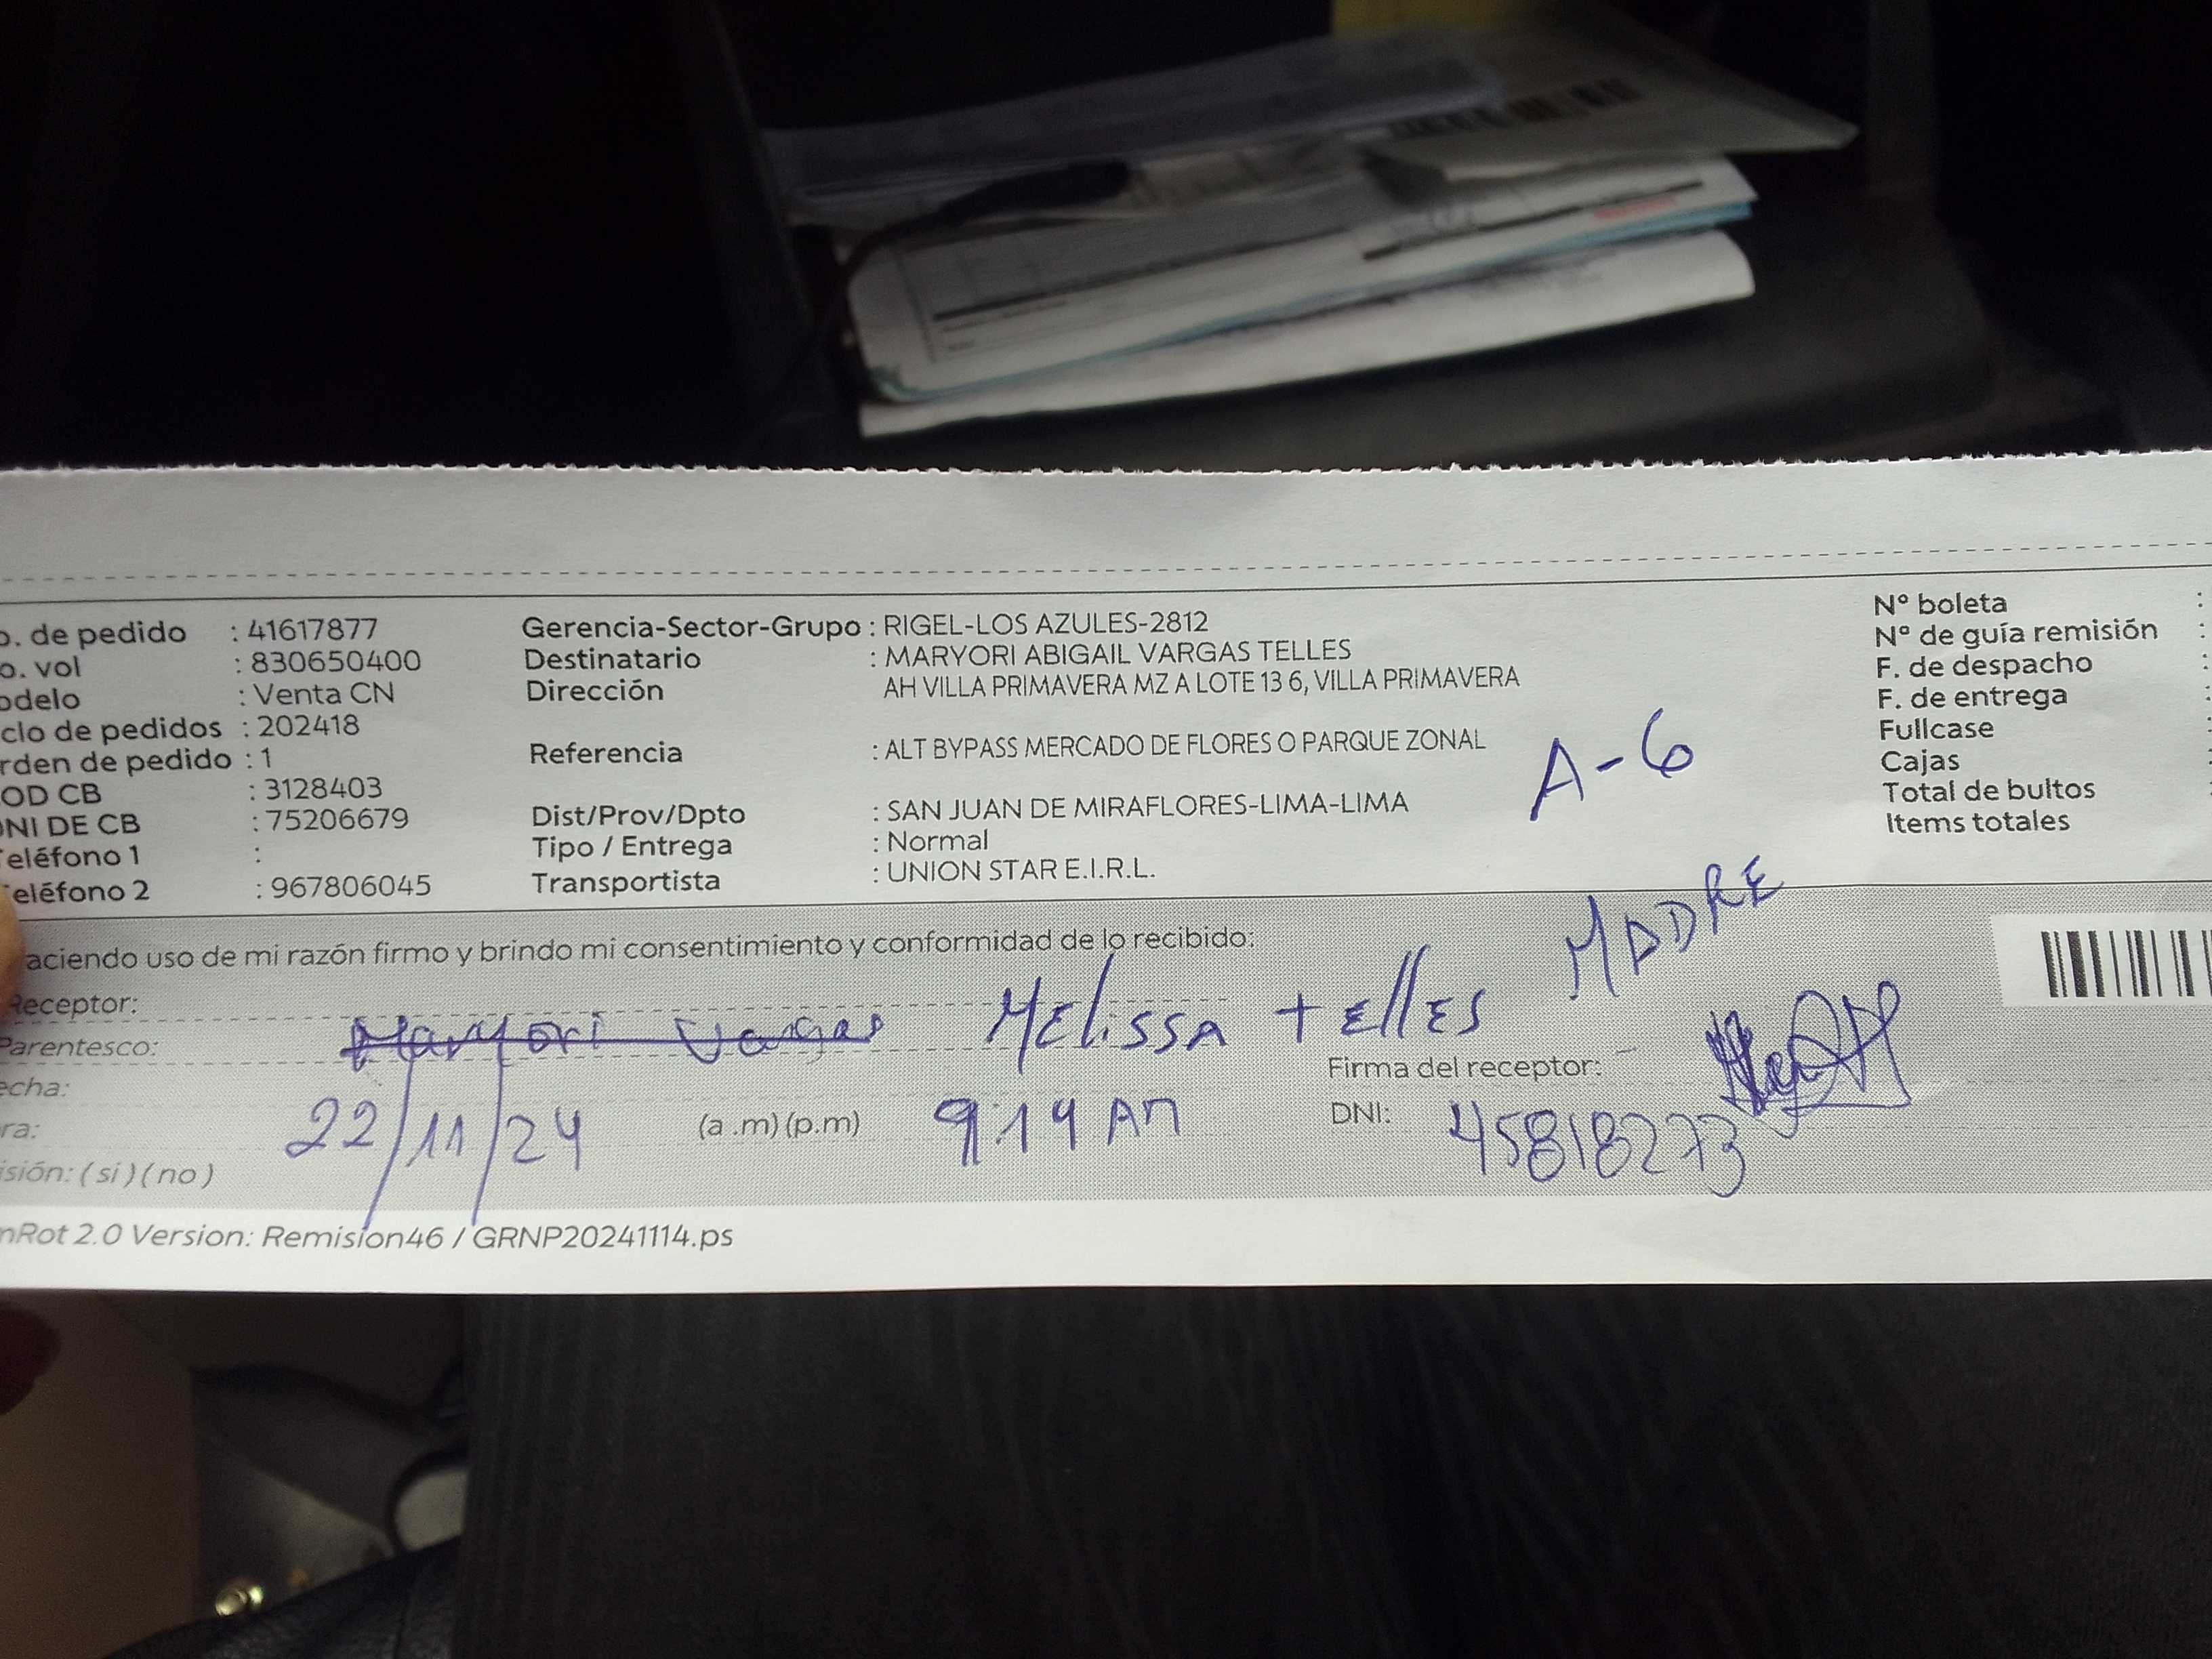 o. de pedido : 41617877 Gerencia-Sector-Grupo : RIGEL-LOS AZULES-2812 N° boleta :
o. vol : 830650400 Destinatario : MARYORI ABIGAIL VARGAS TELLES N° de guía remisión :
odelo : Venta CN Dirección AH VILLA PRIMAVERA MZ A LOTE 13 6, VILLA PRIMAVERA F. de despacho :
clo de pedidos : 202418 F. de entrega :
rden de pedido : 1 Referencia : ALT BYPASS MERCADO DE FLORES O PARQUE ZONAL Fullcase :
OD CB : 3128403 Cajas :
NI DE CB : 75206679 Dist/Prov/Dpto : SAN JUAN DE MIRAFLORES-LIMA-LIMA Total de bultos :
eléfono 1 : Tipo / Entrega : Normal Items totales
eléfono 2 : 967806045 Transportista : UNION STAR E.I.R.L.
A-6
aciendo uso de mi razón firmo y brindo mi consentimiento y conformidad de lo recibido:
MADRE
Receptor:
Maryori Vargas Melissa telles
Parentesco:
Firma del receptor:
echa:
22/11/24 (a .m) (p.m) 9:14 AM DNI: 45818273
ra:
isión: ( sí ) ( no )
nRot 2.0 Version: Remision46 / GRNP20241114.ps